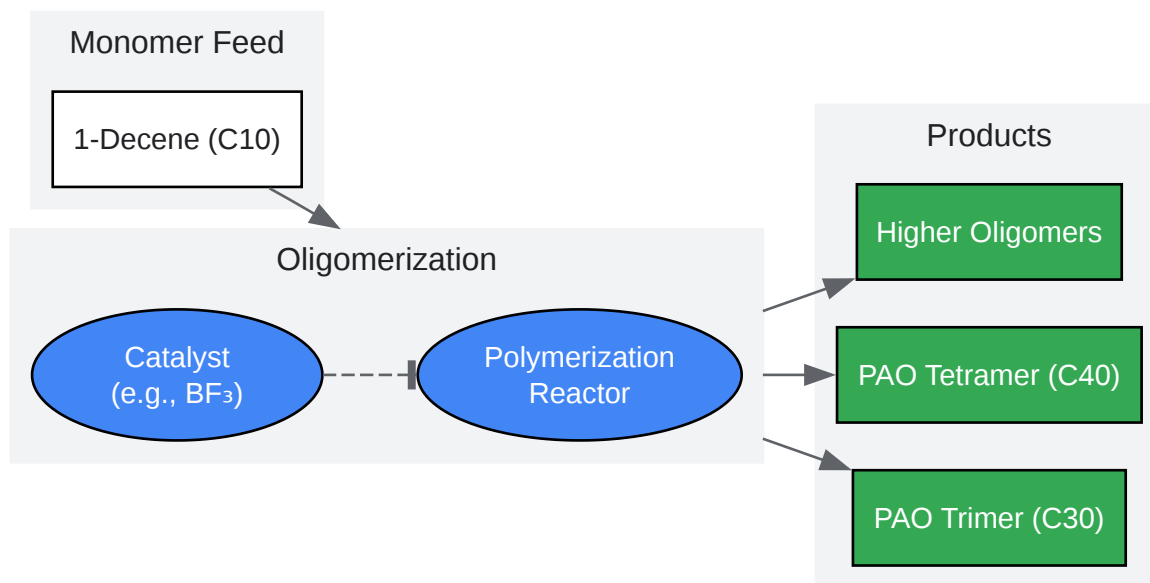 Monomer Feed
1-Decene (C10)
Oligomerization
Catalyst
(e.g., BF₃)
Polymerization
Reactor
Products
Higher Oligomers
PAO Tetramer (C40)
PAO Trimer (C30)